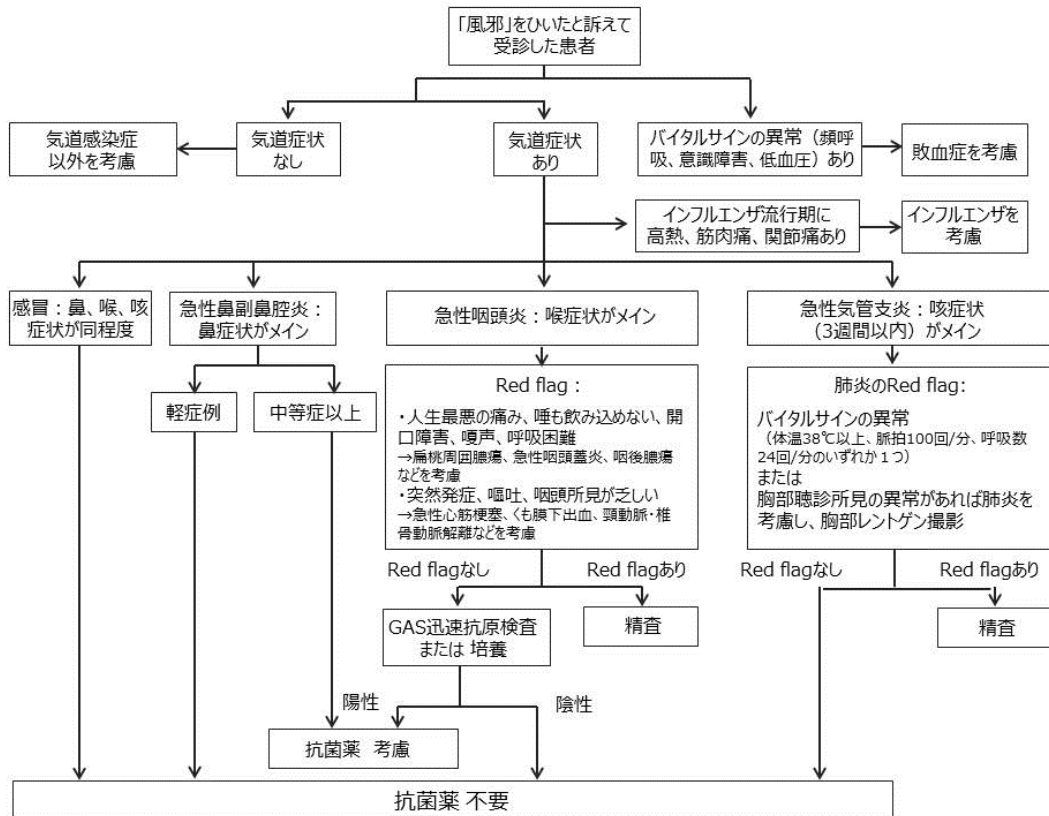 「風邪」をひいたと訴えて
受診した患者
気道感染症
以外を考慮
気道症状
なし
気道症状
あり
バイタルサインの異常（頻呼
吸、意識障害、低血圧）あり
敗血症を考慮
インフルエンザ流行期に
高熱、筋肉痛、関節痛あり
インフルエンザを
考慮
感冒：鼻、喉、咳
症状が同程度
急性鼻副鼻腔炎：
鼻症状がメイン
急性咽頭炎：喉症状がメイン
急性気管支炎：咳症状
（3週間以内）がメイン
軽症例
中等症以上
Red flag：
・人生最悪の痛み、唾も飲み込めない、開
口障害、嗄声、呼吸困難
→扁桃周囲膿瘍、急性咽頭蓋炎、咽後膿瘍
などを考慮
・突然発症、嘔吐、咽頭所見が乏しい
→急性心筋梗塞、くも膜下出血、頸動脈・椎
骨動脈解離などを考慮
肺炎のRed flag:
バイタルサインの異常
（体温38℃以上、脈拍100回/分、呼吸数
24回/分のいずれか１つ）
または
胸部聴診所見の異常があれば肺炎を
考慮し、胸部レントゲン撮影
Red flagなし
Red flagあり
Red flagなし
Red flagあり
GAS迅速抗原検査
または 培養
精査
精査
陽性
陰性
抗菌薬 考慮
抗菌薬 不要